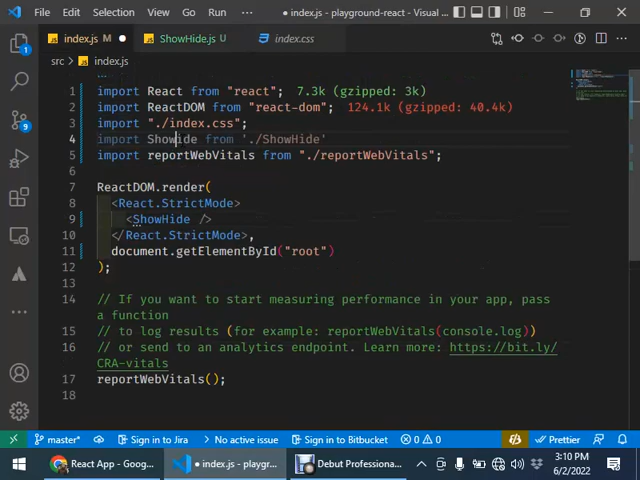 File Edit Selection ··· ● index.js - playground-react - Visual ...
index.js U ShowHide.js U index.css
src > index.js
1 import React from "react"; 7.3k (gzipped: 3k)
2 import ReactDOM from "react-dom"; 124.1k (gzipped: 40.4k)
3 import "./index.css";
4 import Showide from './ShowHide'
5 import reportWebVitals from "./reportWebVitals";
6
7 ReactDOM.render(
8 <React.StrictMode>
9 <ShowHide />
10 </React.StrictMode>,
11 document.getElementById("root")
12 );
13
14 // If you want to start measuring performance in your app, pass
a function
15 // to log results (for example: reportWebVitals(console.log))
16 // or send to an analytics endpoint. Learn more: https://bit.ly/
CRA-vitals
17 reportWebVitals();
18
1
2
master* Sign in to Jira No active issue Sign in to Bitbucket 0 0 Prettier
React App - Goog... ● index.js - playgr... Debut Professiona... 3:10 PM
6/2/2022